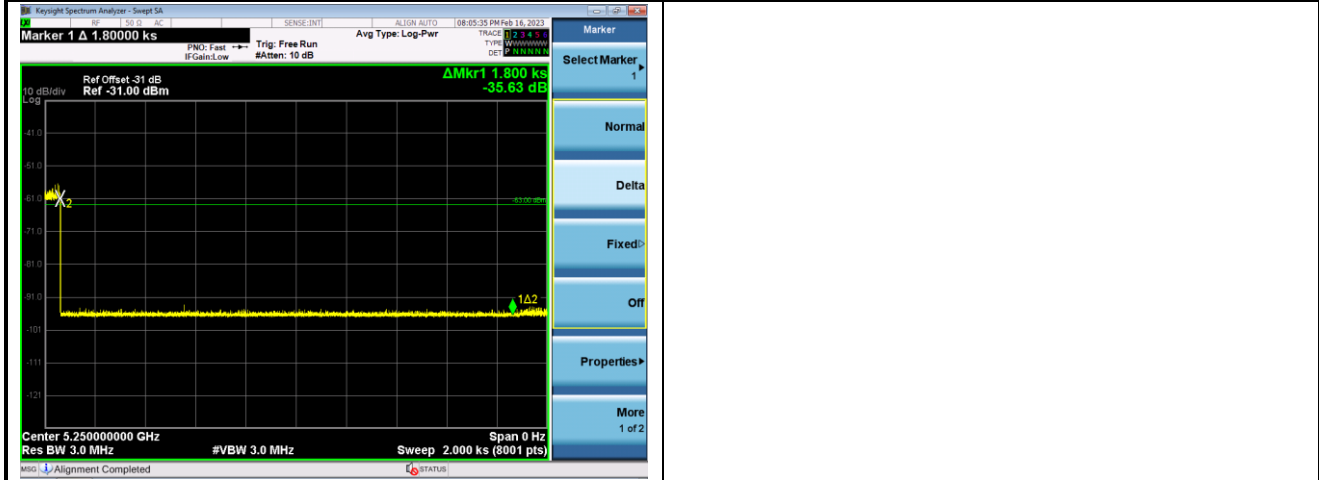 Keysight Spectrum Analyzer - Swept SA
RF 50 Ω AC SENSE:INT ALIGN AUTO 08:05:35 PM Feb 16, 2023
Marker 1 Δ 1.80000 ks
Avg Type: Log-Pwr
TRACE 1 2 3 4 5 6
PNO: Fast Trig: Free Run
TYPE WWWWWW
IFGain:Low #Atten: 10 dB
DET P N N N N N
ΔMkr1 1.800 ks
-35.63 dB
Ref Offset -31 dB
10 dB/div Ref -31.00 dBm
Log
-41.0
-51.0
-61.0
2
-63.00 dBm
-71.0
-81.0
-91.0
1Δ2
-101
-111
-121
Center 5.250000000 GHz Span 0 Hz
Res BW 3.0 MHz #VBW 3.0 MHz Sweep 2.000 ks (8001 pts)
MSG Alignment Completed STATUS
Marker
Select Marker
1
Normal
Delta
Fixed
Off
Properties
More
1 of 2